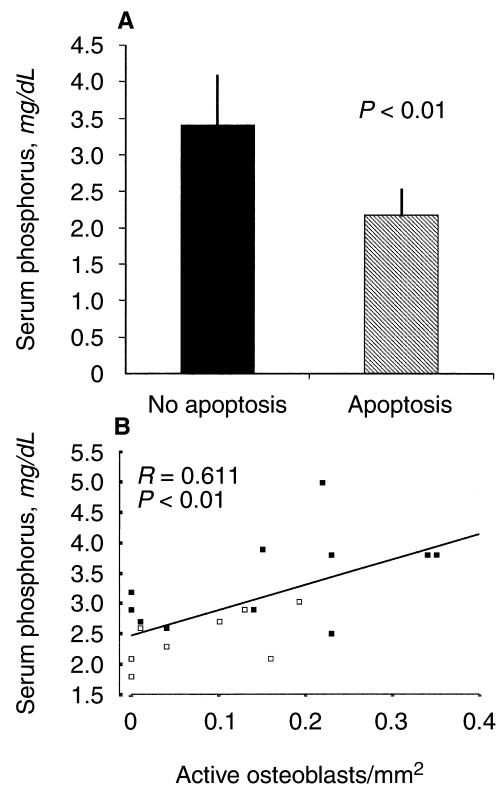 A
Serum phosphorus, mg/dL
4.5
4.0
3.5
3.0
2.5
2.0
1.5
1.0
0.5
0
P < 0.01
No apoptosis
Apoptosis
B
Serum phosphorus, mg/dL
5.5
5.0
4.5
4.0
3.5
3.0
2.5
2.0
1.5
R = 0.611
P < 0.01
0
0.1
0.2
0.3
0.4
Active osteoblasts/mm²